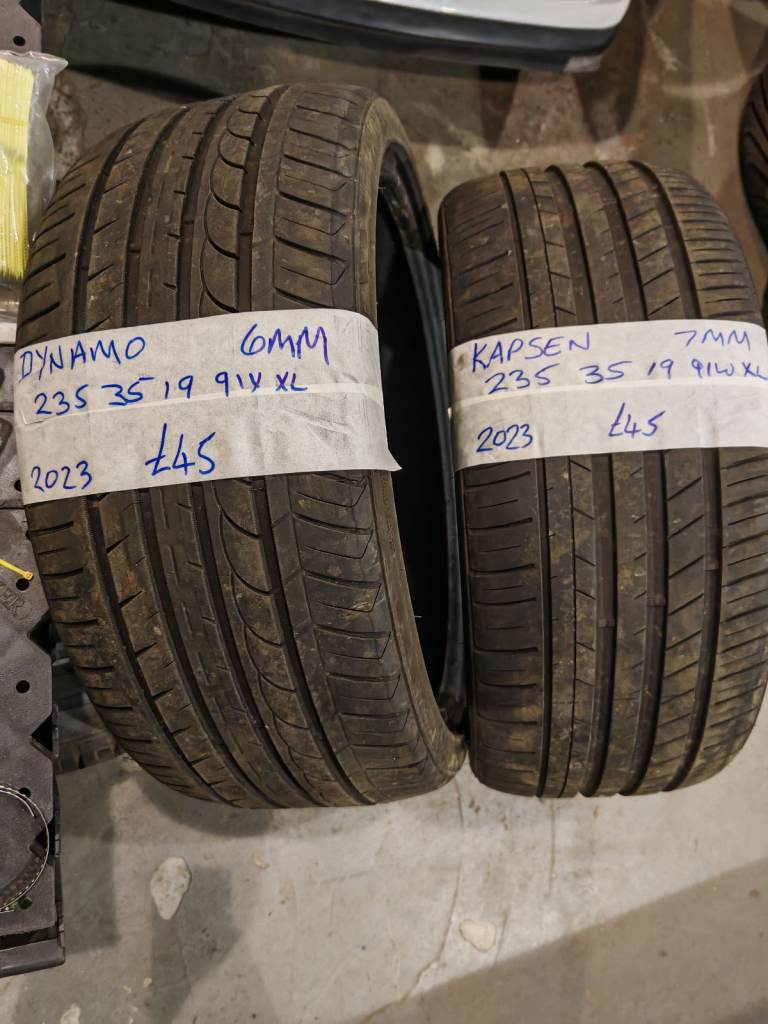 DYNAMO 6MM
235 35 19 91Y XL
2023 £45
KAPSEN 7MM
235 35 19 91W XL
2023 £45